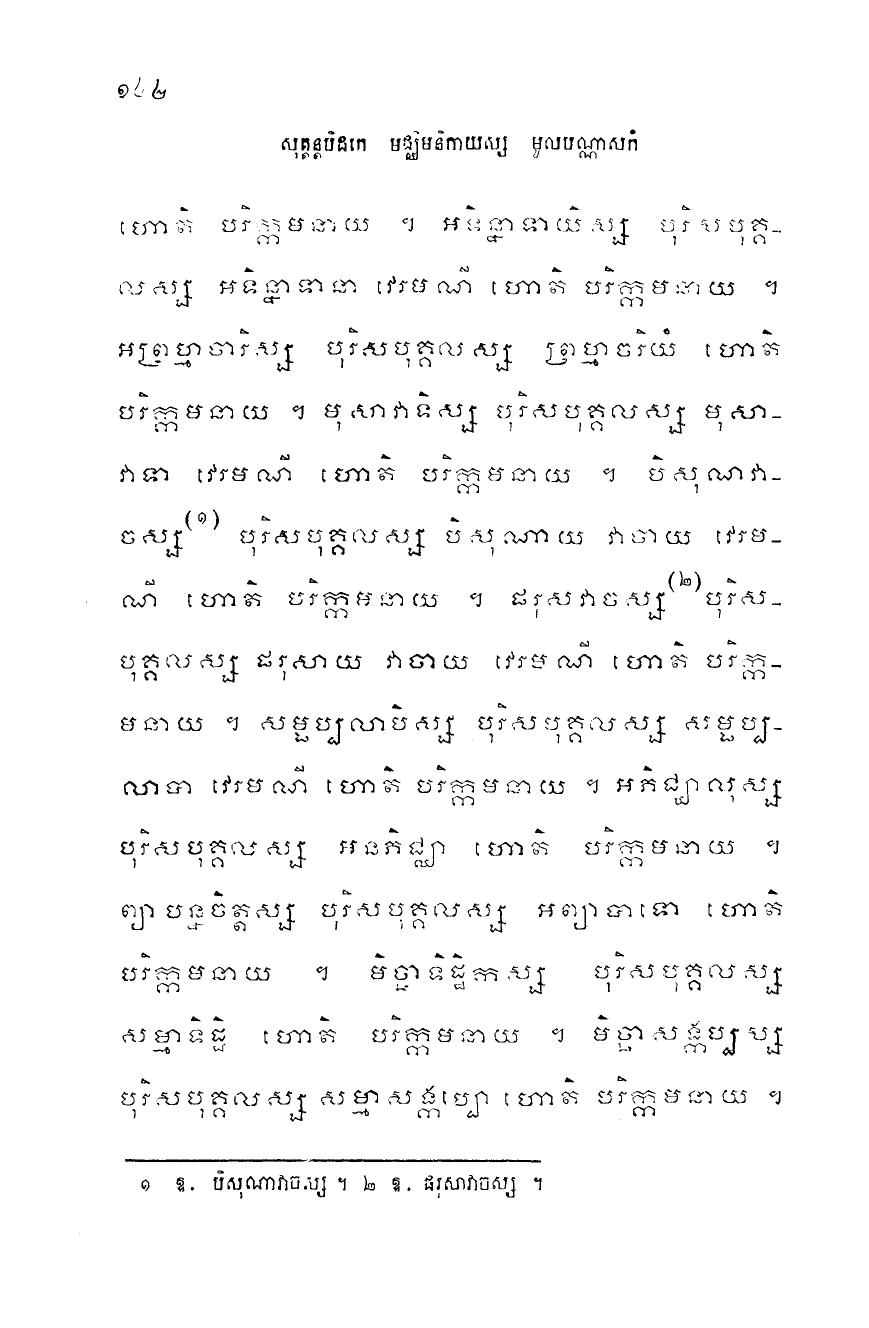 ១៤២
សុត្តន្តបិដកេ មជ្ឈិមនិកាយស្ស មូលបណ្ណាសកំ
ហោតិ បរិក្កមនាយ ។ អទិន្នាទាយិស្ស បុរិសបុគ្គ-
លស្ស អទិន្នាទានា វេរមណី ហោតិ បរិក្កមនាយ ។
អព្រហ្មចារិស្ស បុរិសបុគ្គលស្ស ព្រហ្មចរិយំ ហោតិ
បរិក្កមនាយ ។ មុសាវាទិស្ស បុរិសបុគ្គលស្ស មុសា-
វាទា វេរមណី ហោតិ បរិក្កមនាយ ។ បិសុណាវា-
ចស្ស(១) បុរិសបុគ្គលស្ស បិសុណាយ វាចាយ វេរម-
ណី ហោតិ បរិក្កមនាយ ។ ផរុសវាចស្ស(២)បុរិស-
បុគ្គលស្ស ផរុសាយ វាចាយ វេរមណី ហោតិ បរិក្ក-
មនាយ ។ សម្ផប្បលាបិស្ស បុរិសបុគ្គលស្ស សម្ផប្ប-
លាបា វេរមណី ហោតិ បរិក្កមនាយ ។ អភិជ្ឈាលុស្ស
បុរិសបុគ្គលស្ស អនភិជ្ឈា ហោតិ បរិក្កមនាយ ។
ព្យាបន្នចិត្តស្ស បុរិសបុគ្គលស្ស អព្យាបាទោ ហោតិ
បរិក្កមនាយ ។ មិច្ឆាទិដ្ឋិកស្ស បុរិសបុគ្គលស្ស
សម្មាទិដ្ឋិ ហោតិ បរិក្កមនាយ ។ មិច្ឆាសង្កប្បស្ស
បុរិសបុគ្គលស្ស សម្មាសង្កប្បោ ហោតិ បរិក្កមនាយ ។
១ ឱ. បិសុណាវាចស្ស ។ ២ ឱ. ផរុសាវាចស្ស ។